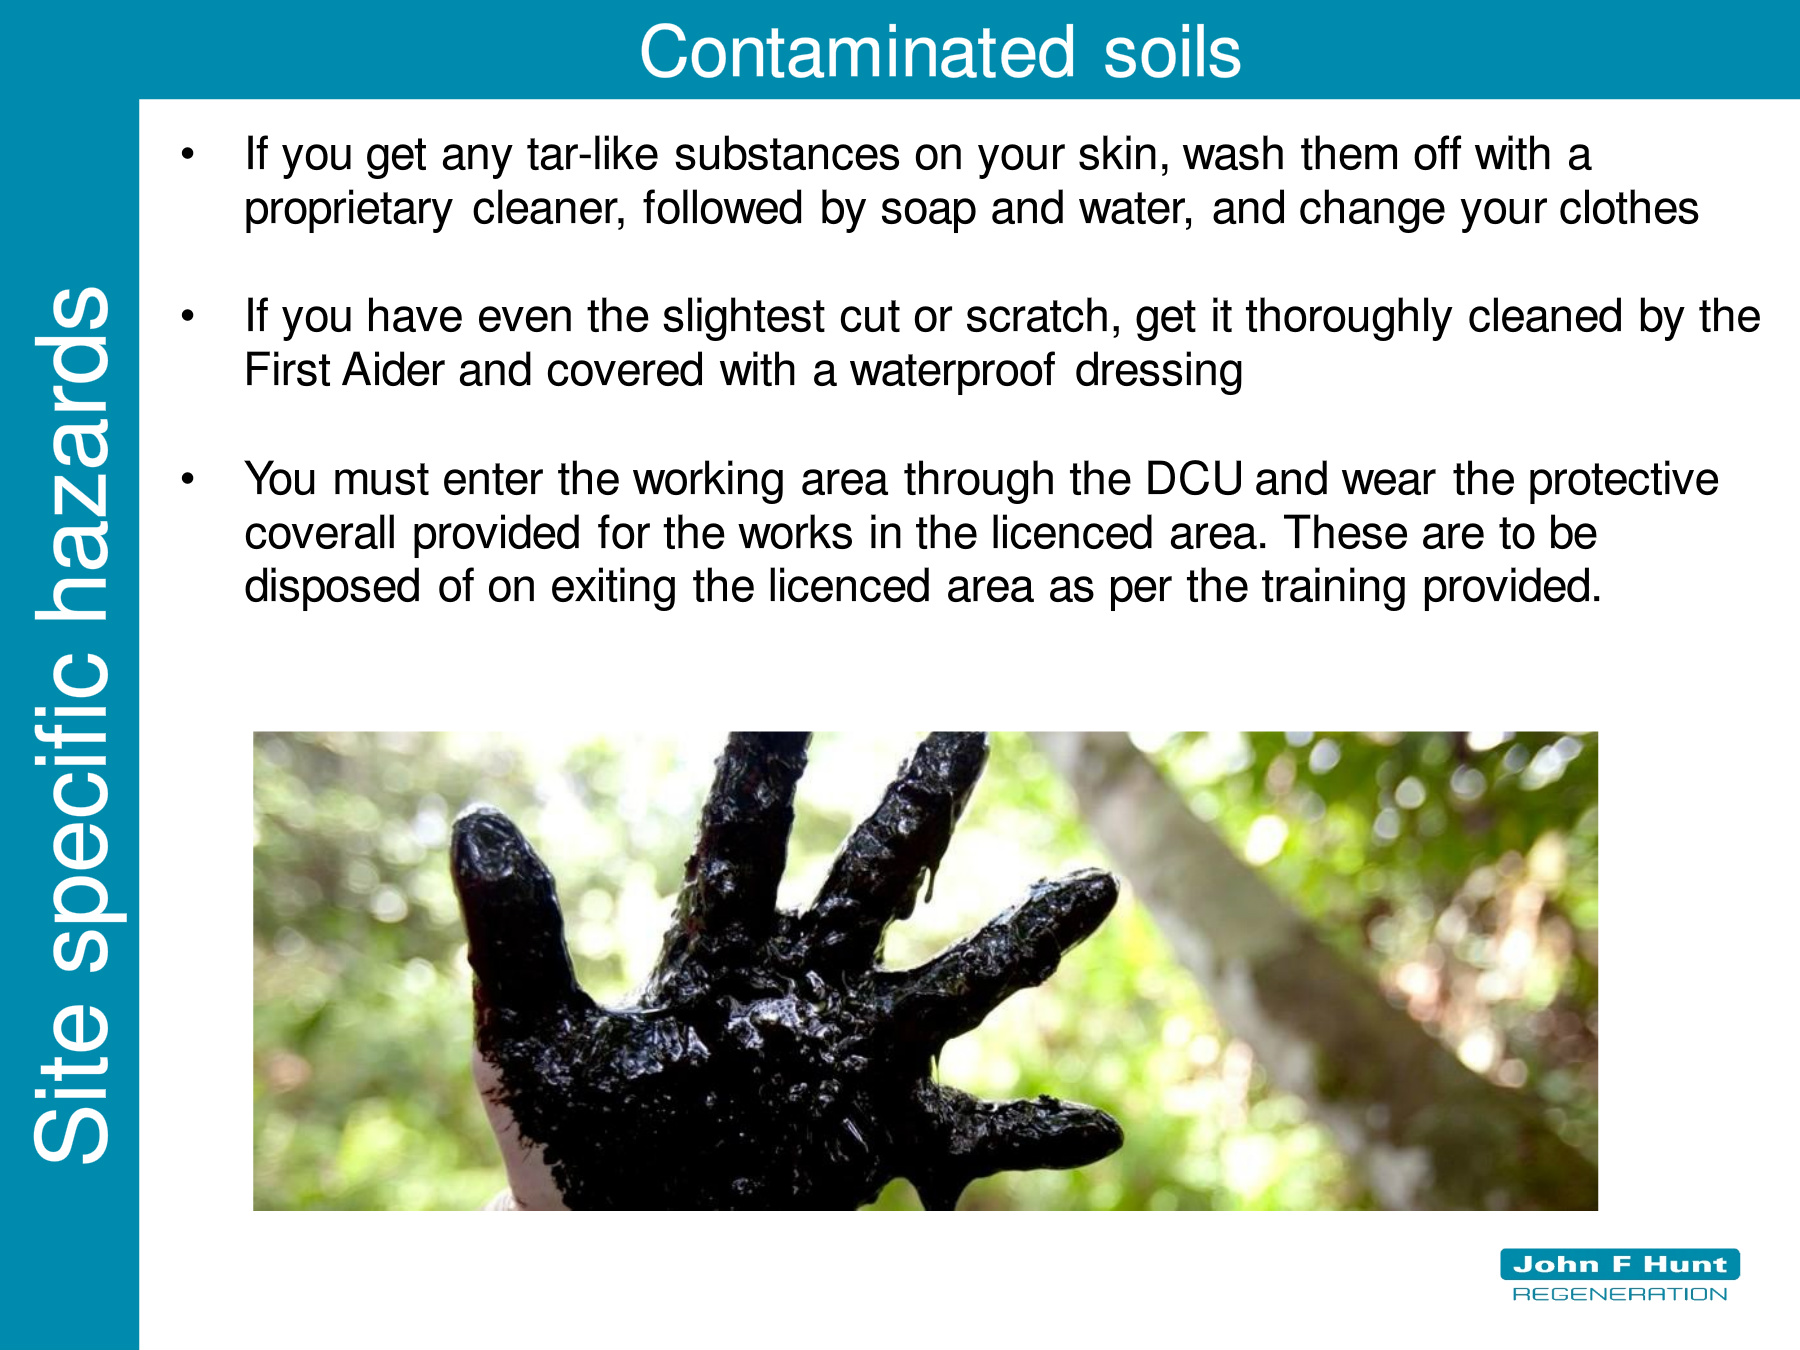 Contaminated soils
Site specific hazards
• If you get any tar-like substances on your skin, wash them off with a
proprietary cleaner, followed by soap and water, and change your clothes
• If you have even the slightest cut or scratch, get it thoroughly cleaned by the
First Aider and covered with a waterproof dressing
• You must enter the working area through the DCU and wear the protective
coverall provided for the works in the licenced area. These are to be
disposed of on exiting the licenced area as per the training provided.
John F Hunt
REGENERATION